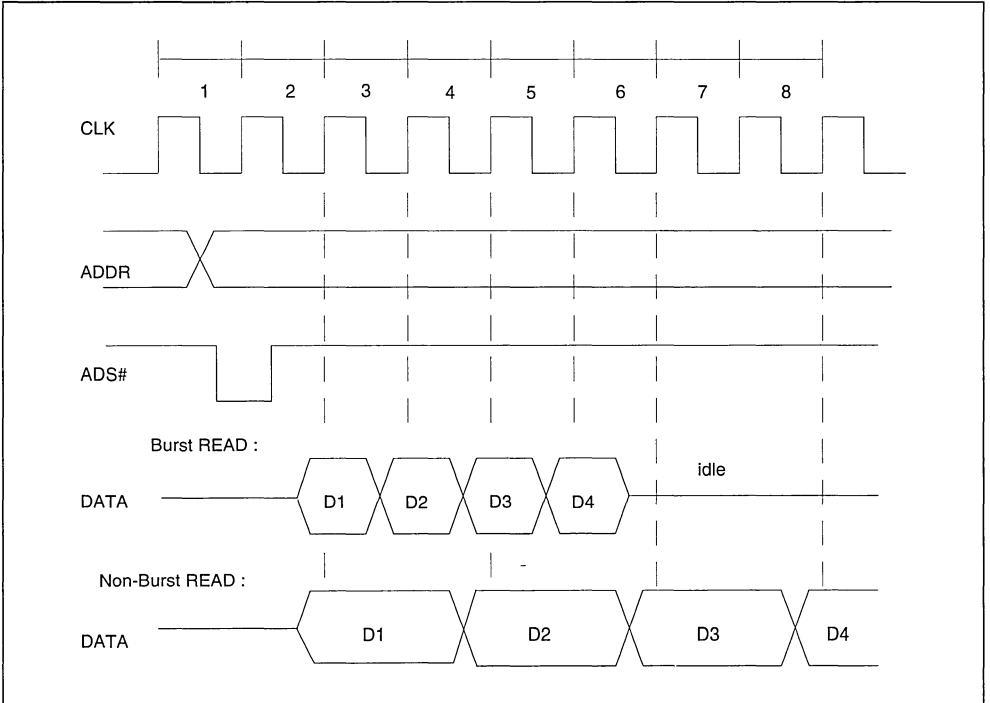 1 2 3 4 5 6 7 8
CLK
ADDR
ADS#
Burst READ :
idle
DATA D1 D2 D3 D4
Non-Burst READ :
DATA D1 D2 D3 D4